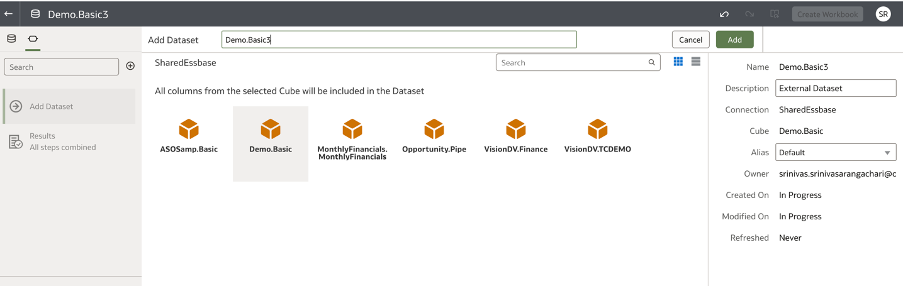 Demo.Basic3
Create Workbook
SR
Add Dataset
Demo.Basic3
Cancel
Add
Search
Add Dataset
Results
All steps combined
SharedEssbase
Search
All columns from the selected Cube will be included in the Dataset
ASOSamp.Basic
Demo.Basic
MonthlyFinancials.
MonthlyFinancials
Opportunity.Pipe
VisionDV.Finance
VisionDV.TCDEMO
Name Demo.Basic3
Description External Dataset
Connection SharedEssbase
Cube Demo.Basic
Alias Default
Owner srinivas.srinivasarangachari@c
Created On In Progress
Modified On In Progress
Refreshed Never